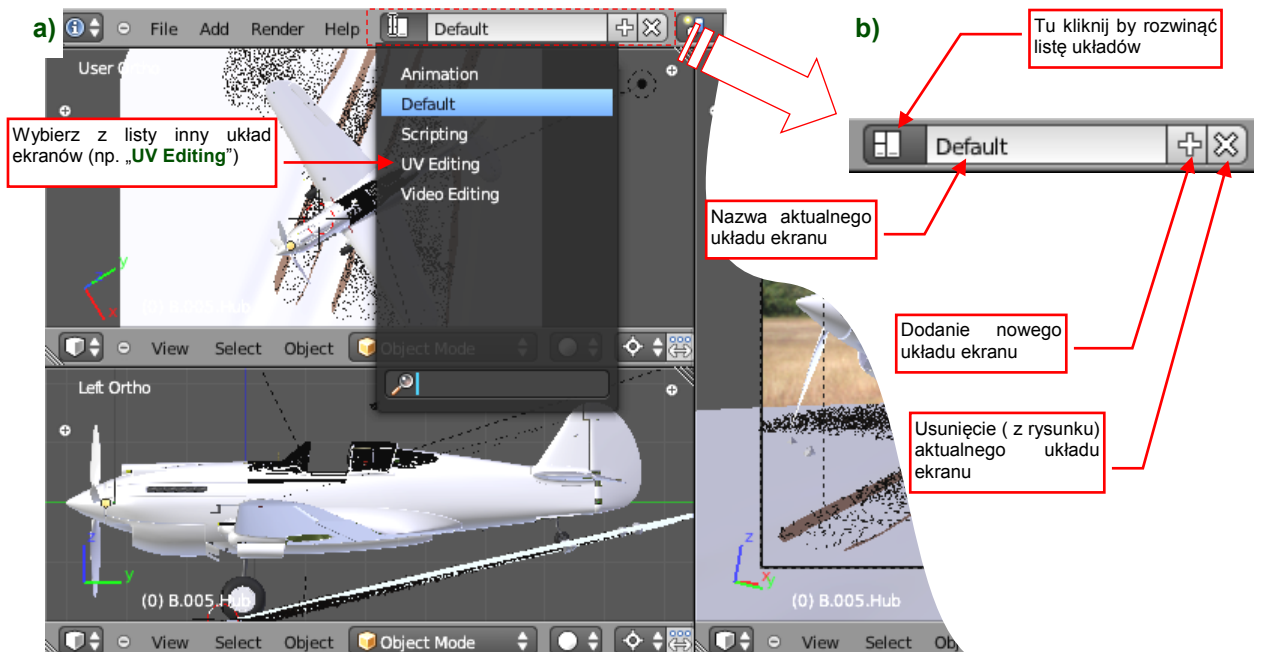 a)
File Add Render Help
Default
User Ortho
Animation
Default
Scripting
UV Editing
Video Editing
Wybierz z listy inny układ
ekranów (np. „UV Editing”)
y
x
(0) B.005.Hub
View Select Object Object Mode
Left Ortho
z
y
(0) B.005.Hub
View Select Object Object Mode
b)
Tu kliknij by rozwinąć
listę układów
Default
Nazwa aktualnego
układu ekranu
Dodanie nowego
układu ekranu
Usunięcie ( z rysunku)
aktualnego układu
ekranu
z
x
y
(0) B.005.Hub
View Select Obj